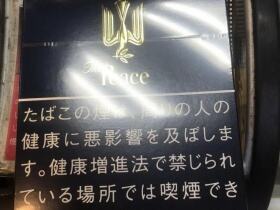 The
Peace
たばこの煙は、周りの人の
健康に悪影響を及ぼしま
す。健康増進法で禁じられ
ている場所では喫煙でき